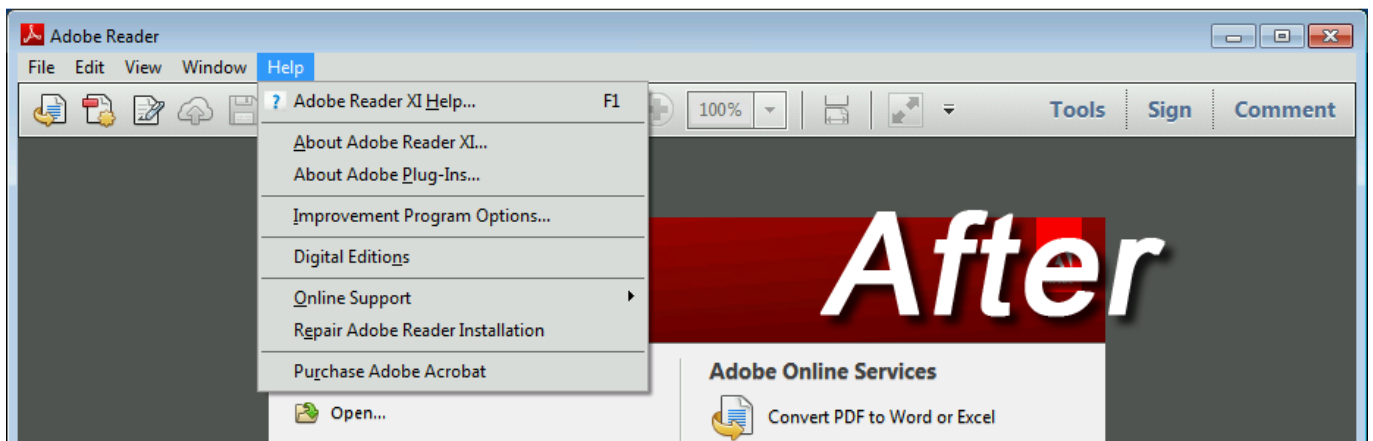 Adobe Reader
File Edit View Window Help
Adobe Reader XI Help... F1
100%
Tools Sign Comment
About Adobe Reader XI...
About Adobe Plug-Ins...
Improvement Program Options...
Digital Editions
Online Support
Repair Adobe Reader Installation
Purchase Adobe Acrobat
After
Open...
Adobe Online Services
Convert PDF to Word or Excel